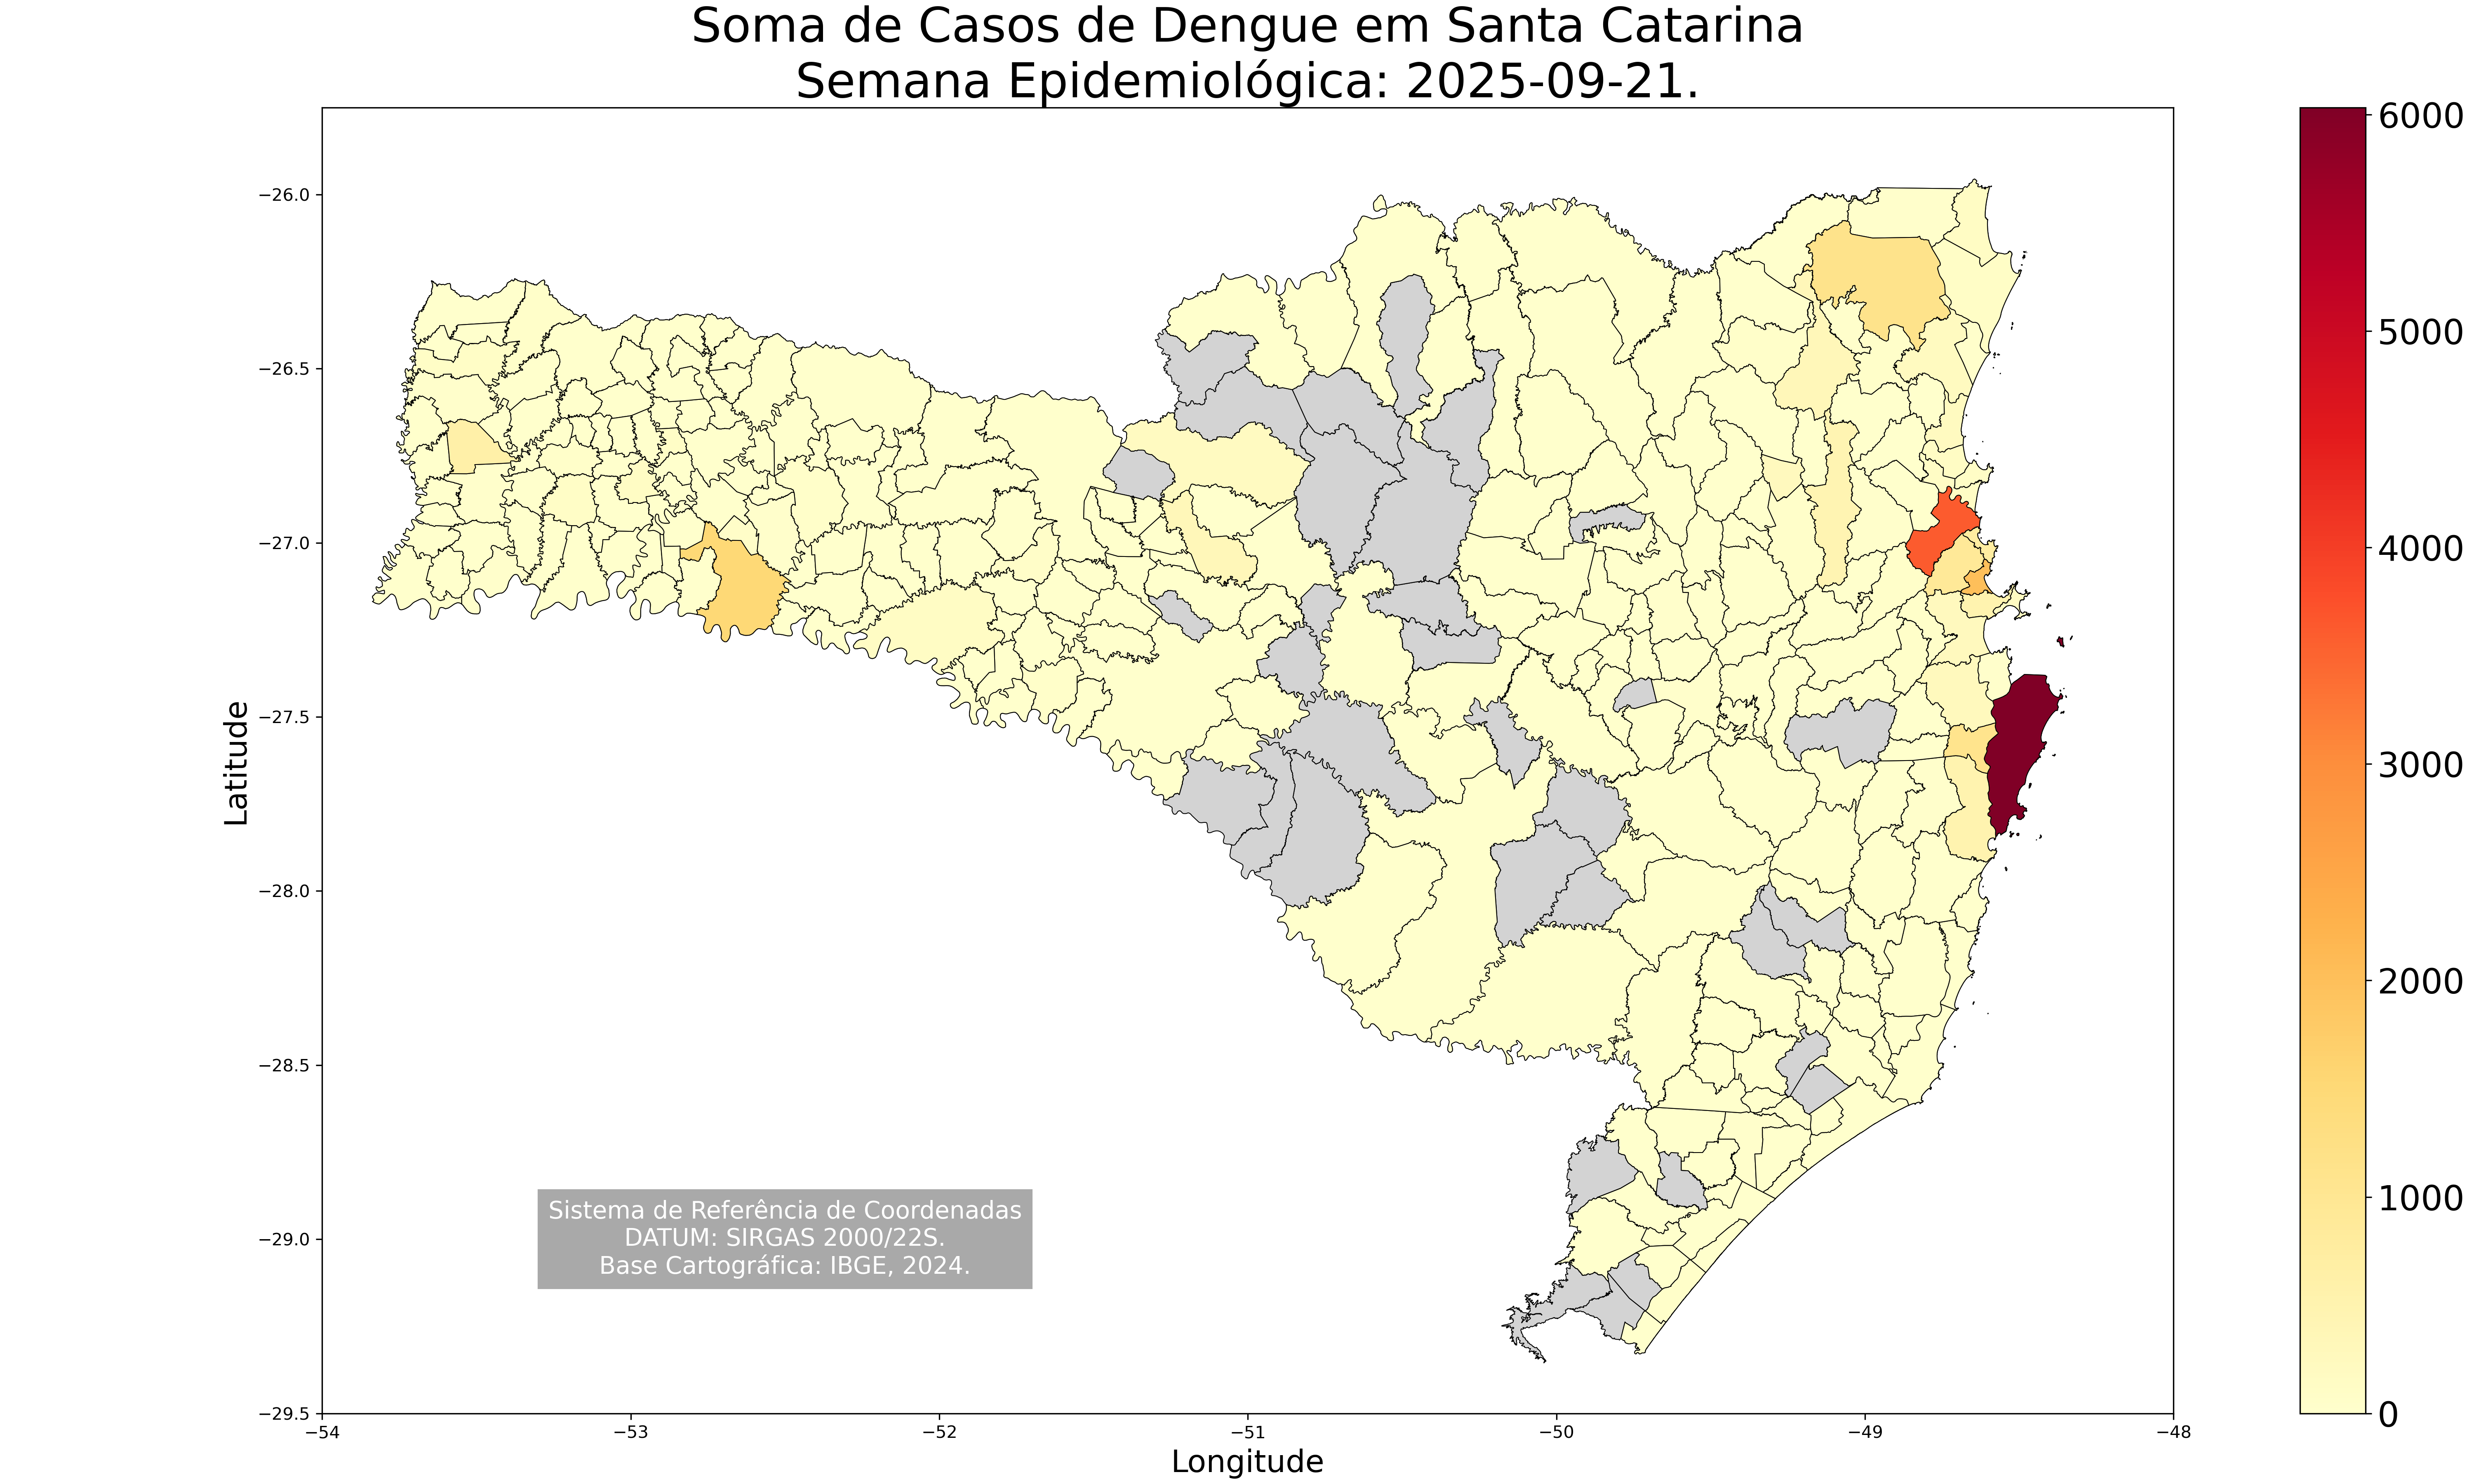 Soma de Casos de Dengue em Santa Catarina
Semana Epidemiológica: 2025-09-21.
6000
5000
4000
3000
2000
1000
0
Latitude
−26.0
−26.5
−27.0
−27.5
−28.0
−28.5
−29.0
−29.5
Sistema de Referência de Coordenadas
DATUM: SIRGAS 2000/22S.
Base Cartográfica: IBGE, 2024.
−54 −53 −52 −51 −50 −49 −48
Longitude